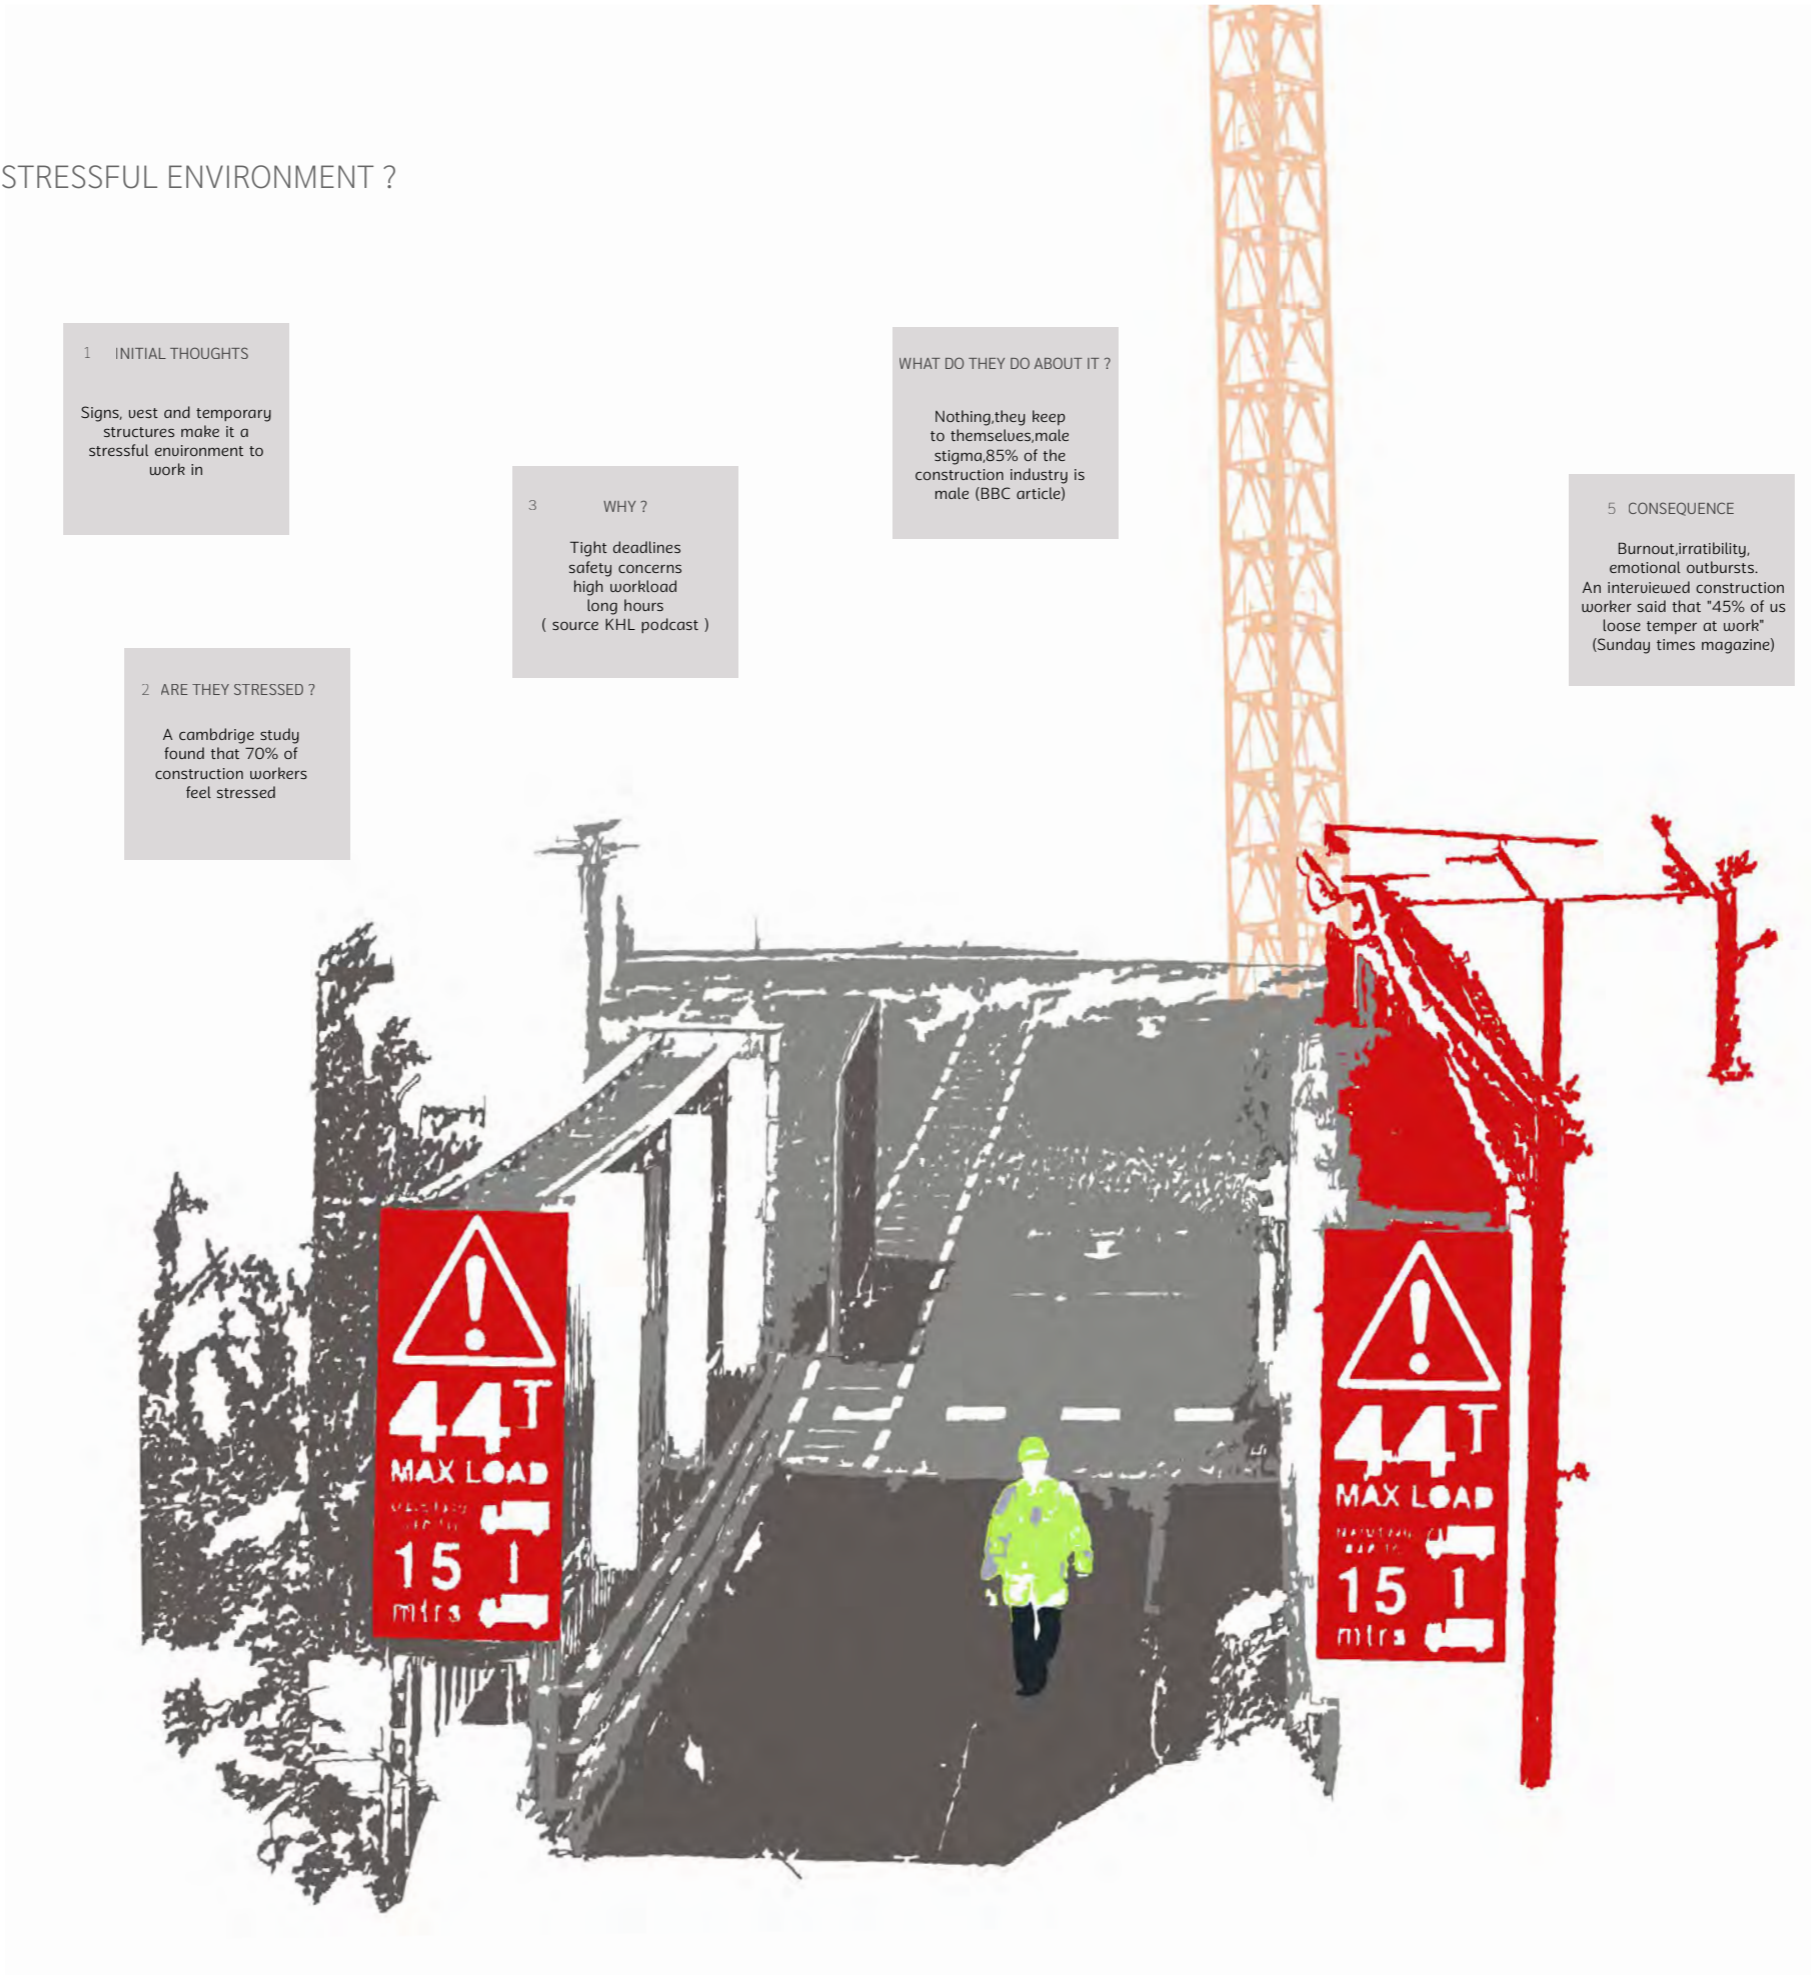 STRESSFUL ENVIRONMENT ?
1 INITIAL THOUGHTS
Signs, vest and temporary
structures make it a
stressful environment to
work in
2 ARE THEY STRESSED ?
A cambdrige study
found that 70% of
construction workers
feel stressed
3 WHY ?
Tight deadlines
safety concerns
high workload
long hours
( source KHL podcast )
WHAT DO THEY DO ABOUT IT ?
Nothing,they keep
to themselves,male
stigma,85% of the
construction industry is
male (BBC article)
5 CONSEQUENCE
Burnout,irratibility,
emotional outbursts.
An interviewed construction
worker said that "45% of us
loose temper at work"
(Sunday times magazine)
44T
MAX LOAD
15
mtrs
44T
MAX LOAD
15
mtrs